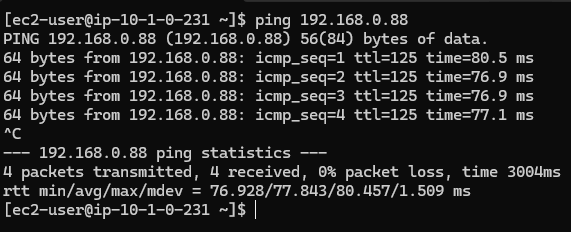 [ec2-user@ip-10-1-0-231 ~]$ ping 192.168.0.88
PING 192.168.0.88 (192.168.0.88) 56(84) bytes of data.
64 bytes from 192.168.0.88: icmp_seq=1 ttl=125 time=80.5 ms
64 bytes from 192.168.0.88: icmp_seq=2 ttl=125 time=76.9 ms
64 bytes from 192.168.0.88: icmp_seq=3 ttl=125 time=76.9 ms
64 bytes from 192.168.0.88: icmp_seq=4 ttl=125 time=77.1 ms
^C
--- 192.168.0.88 ping statistics ---
4 packets transmitted, 4 received, 0% packet loss, time 3004ms
rtt min/avg/max/mdev = 76.928/77.843/80.457/1.509 ms
[ec2-user@ip-10-1-0-231 ~]$